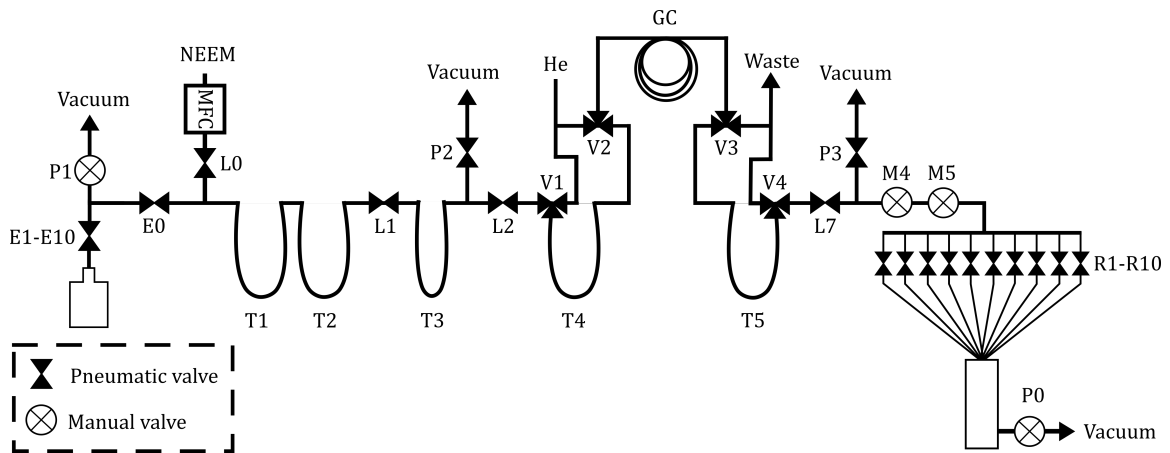 GC
NEEM
He
Waste
Vacuum
Vacuum
Vacuum
MFC
P1
L0
P2
V2
V3
P3
V1
V4
M4
M5
E1-E10
E0
L1
L2
L7
R1-R10
T1
T2
T3
T4
T5
Pneumatic valve
Manual valve
P0
Vacuum